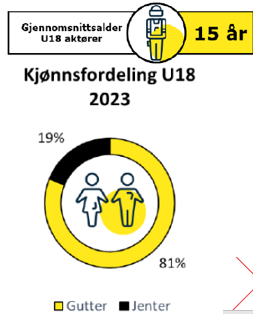 Gjennomsnittsalder
U18 aktører
15 år
Kjønnsfordeling U18
2023
19%
81%
Gutter Jenter